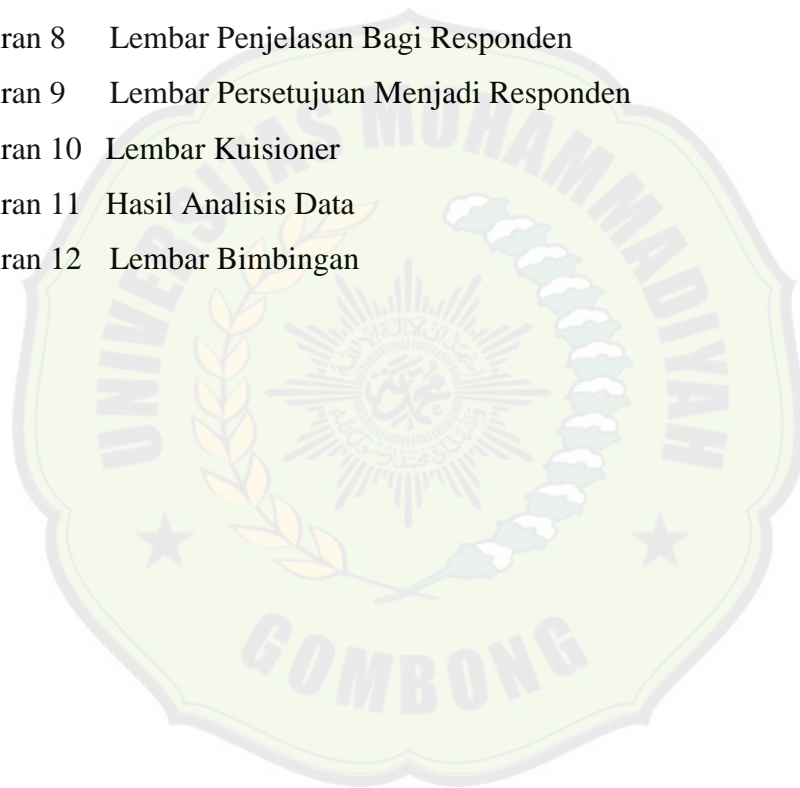 ran 8 Lembar Penjelasan Bagi Responden
ran 9 Lembar Persetujuan Menjadi Responden
ran 10 Lembar Kuisioner
ran 11 Hasil Analisis Data
ran 12 Lembar Bimbingan
UNIVERSITAS MUHAMMADIYAH
GOMBONG